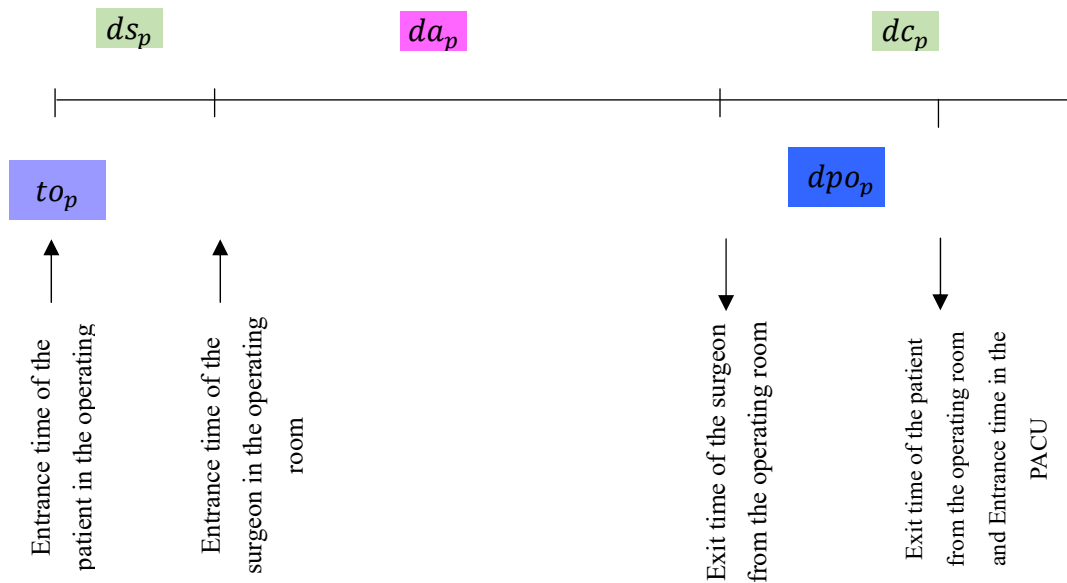 ds_p
da_p
dc_p
to_p
dpo_p
Entrance time of the
patient in the operating
Entrance time of the
surgeon in the operating
room
Exit time of the surgeon
from the operating room
Exit time of the patient
from the operating room
and Entrance time in the
PACU